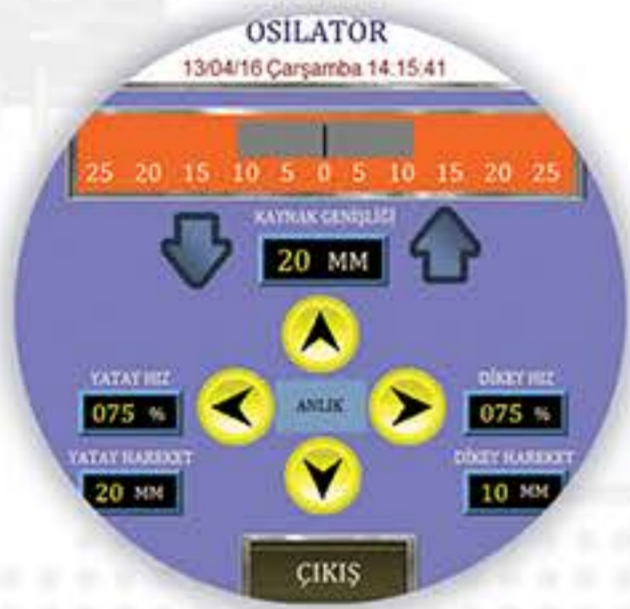 OSİLATÖR
13/04/16 Çarşamba 14.15.41
25 20 15 10 5 0 5 10 15 20 25
KAYNAK GENİŞLİĞİ
20 MM
YATAY HIZ
075 %
ANLIK
DİKEY HIZ
075 %
YATAY HAREKET
20 MM
DİKEY HAREKET
10 MM
ÇIKIŞ